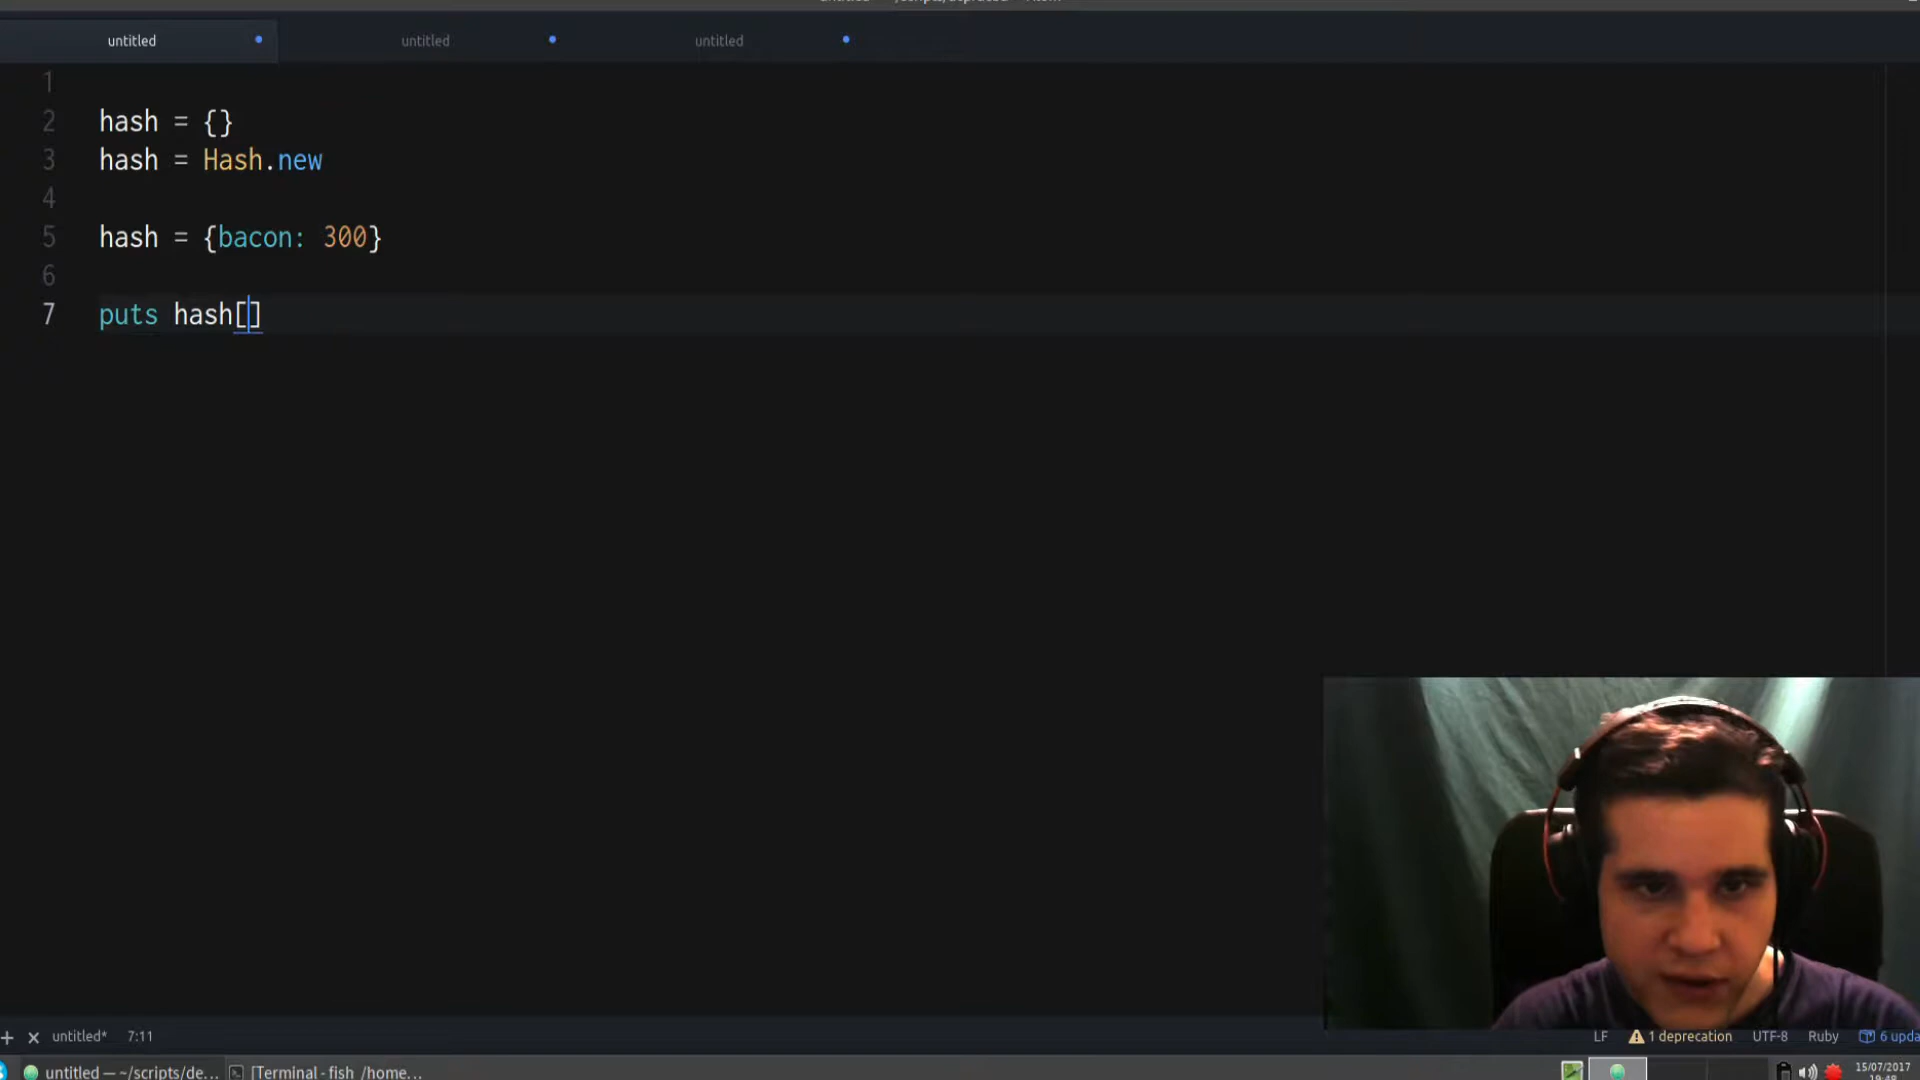 untitled
untitled
untitled
1
2 hash = {}
3 hash = Hash.new
4
5 hash = {bacon: 300}
6
7 puts hash[]
untitled* 7:11 LF 1 deprecation UTF-8 Ruby 6 upda
untitled — ~/scripts/de... [Terminal - fish /home... 15/07/2017